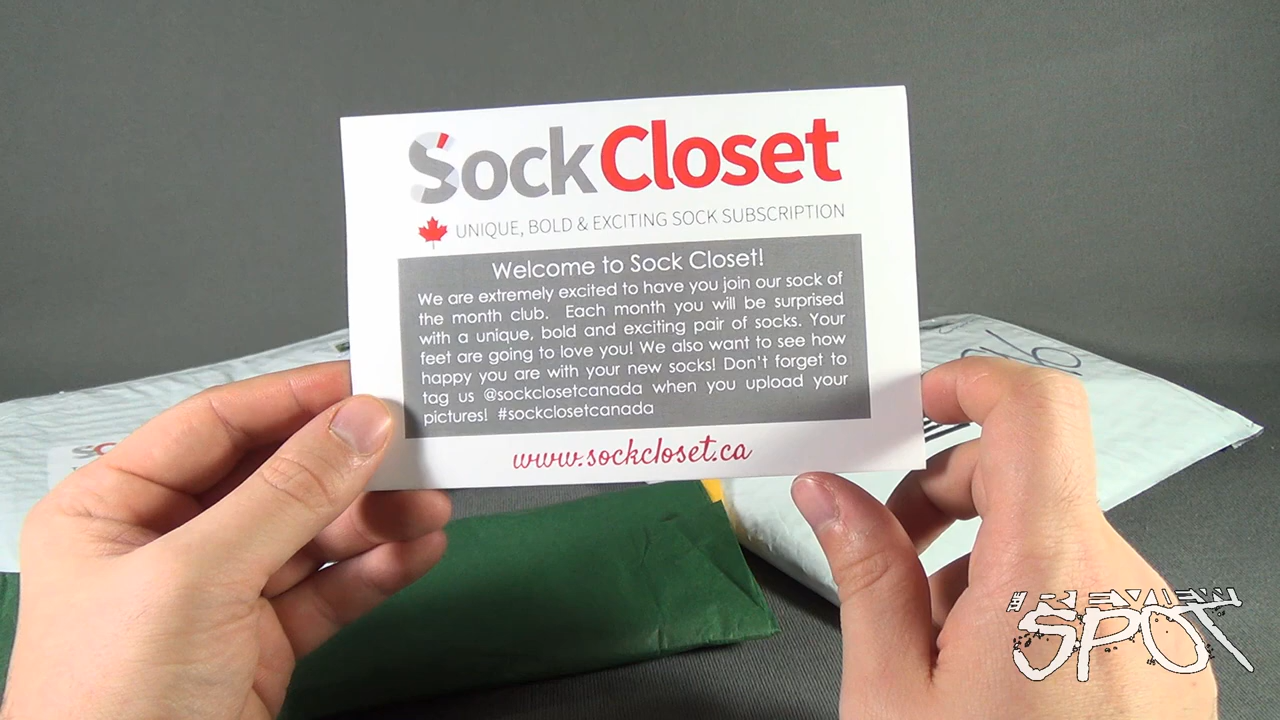 SockCloset
UNIQUE, BOLD & EXCITING SOCK SUBSCRIPTION
Welcome to Sock Closet!
We are extremely excited to have you join our sock of
the month club. Each month you will be surprised
with a unique, bold and exciting pair of socks. Your
feet are going to love you! We also want to see how
happy you are with your new socks! Don't forget to
tag us @sockclosetcanada when you upload your
pictures! #sockclosetcanada
www.sockcloset.ca
THE REVIEW
SPOT